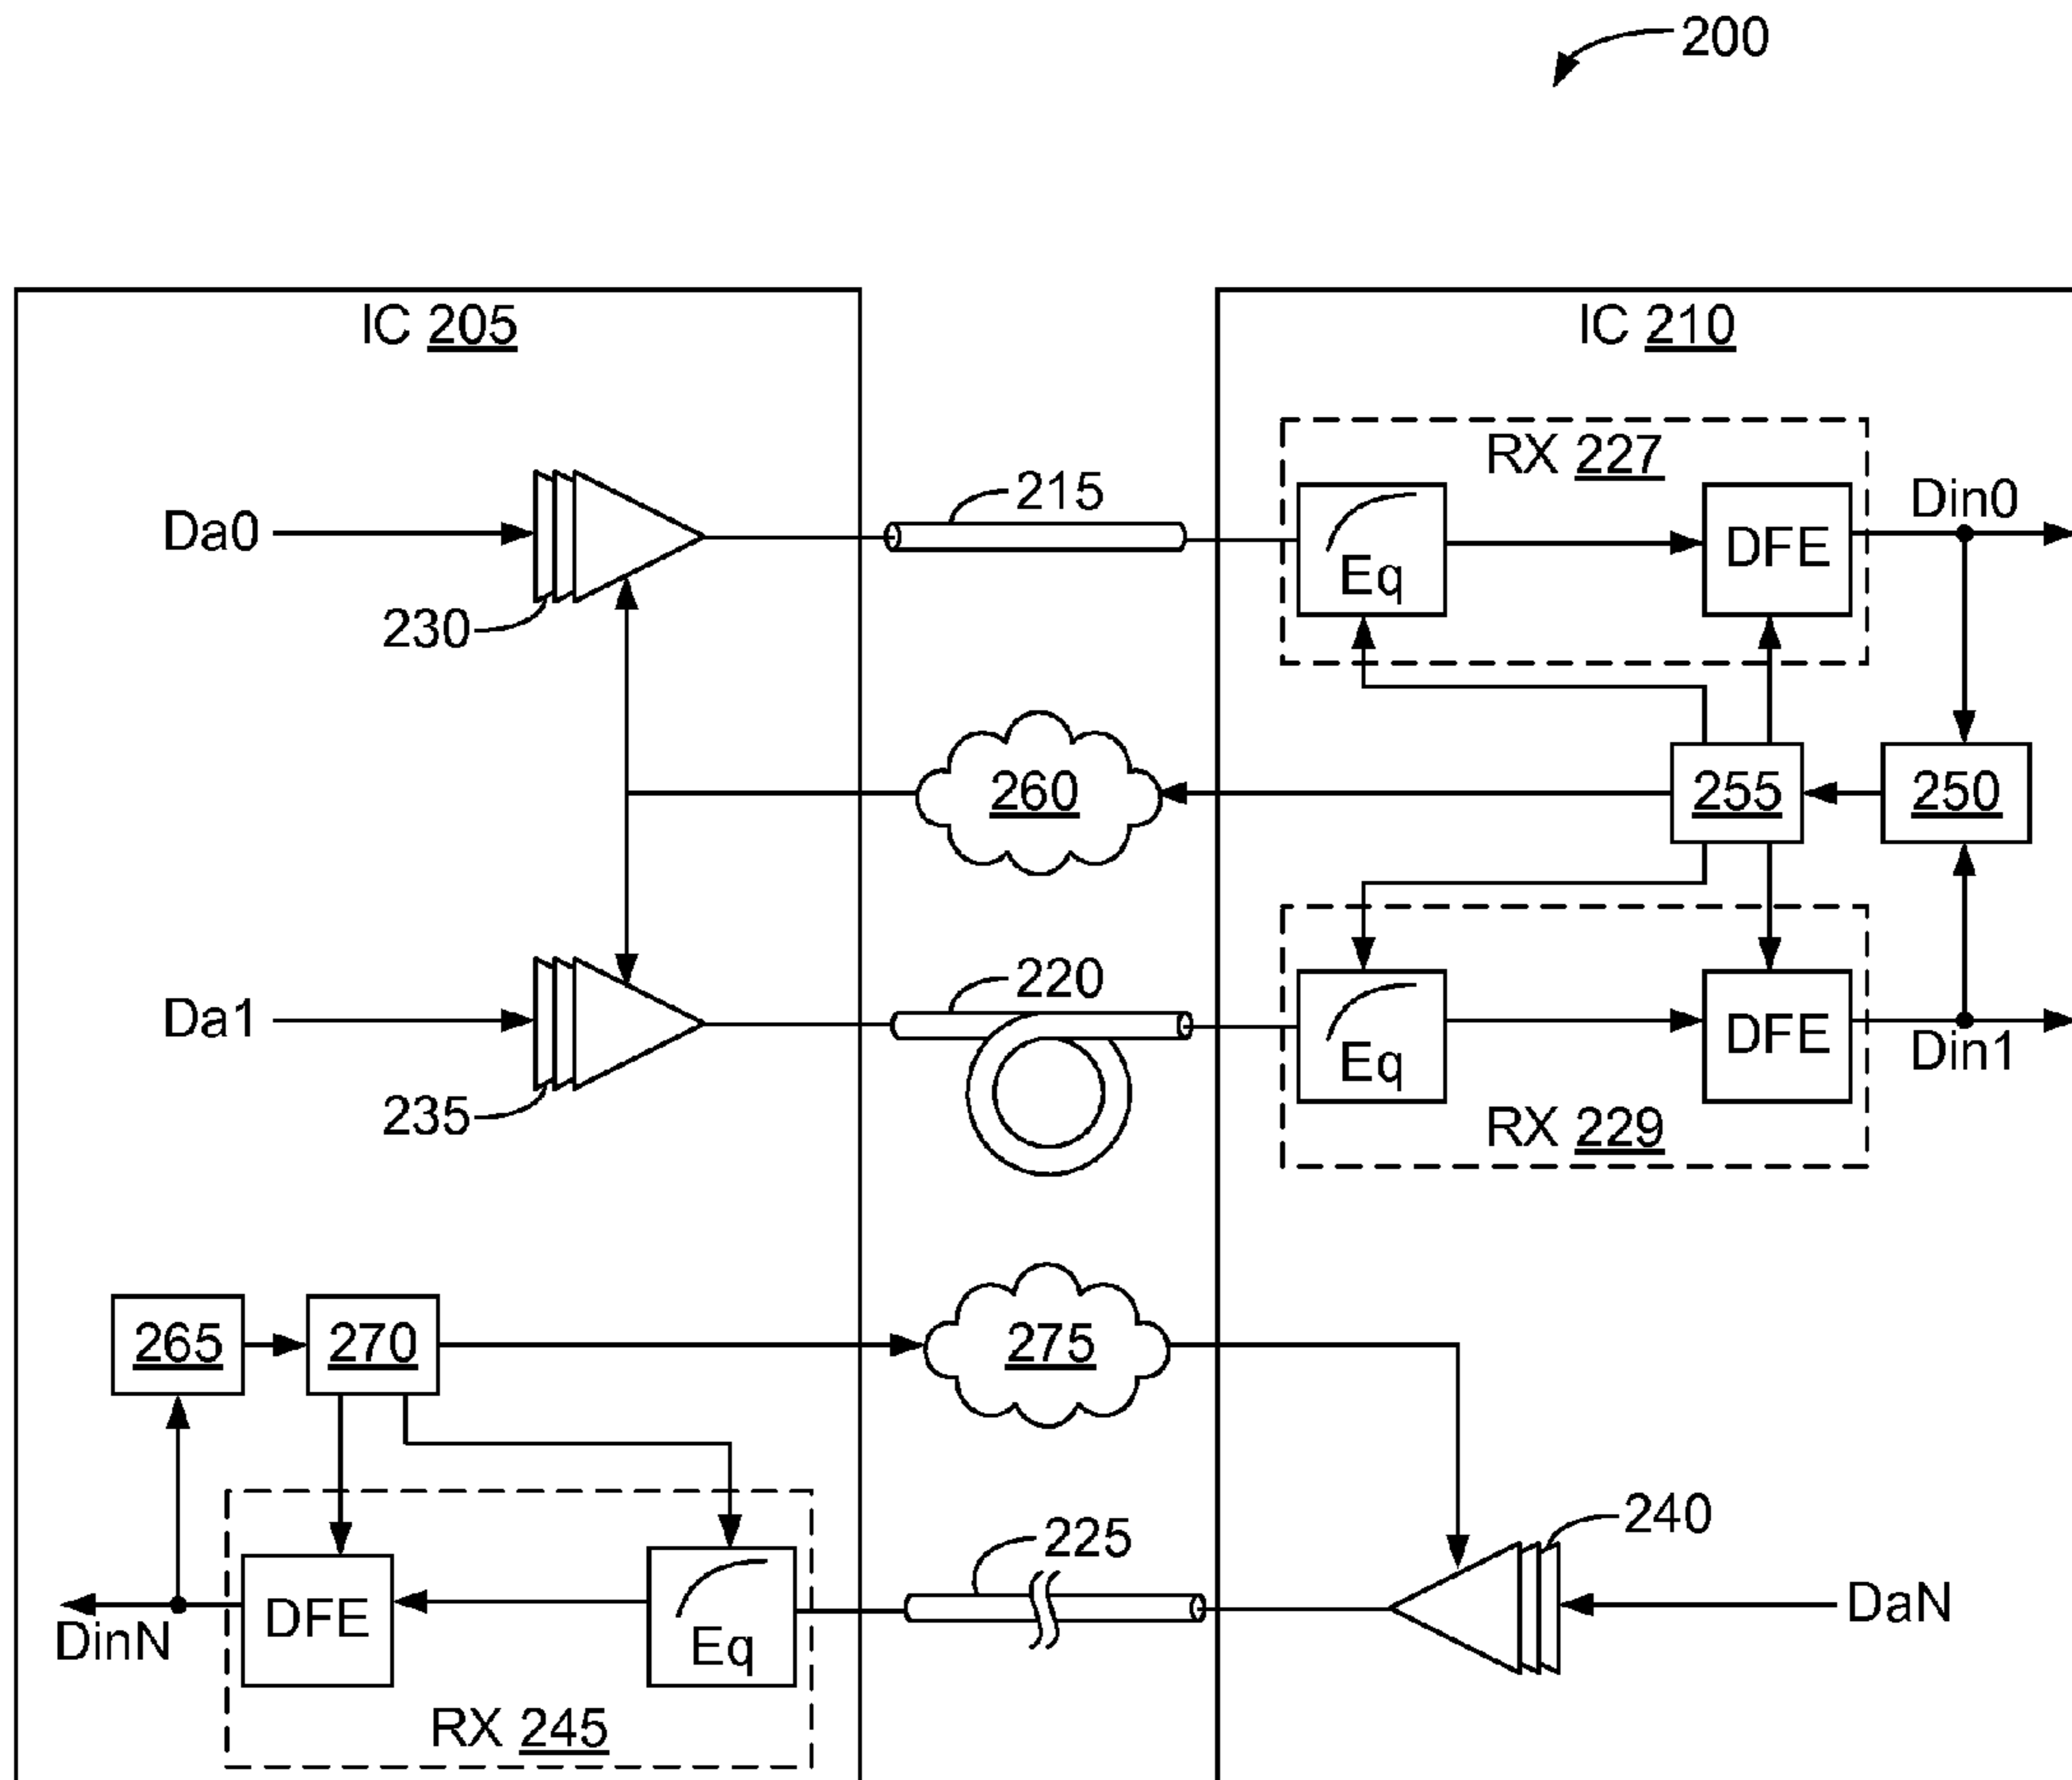 200
IC 205
IC 210
RX 227
Da0
230
215
Eq
DFE
Din0
260
255
250
Da1
235
220
Eq
DFE
Din1
RX 229
265
270
275
DinN
DFE
Eq
225
240
DaN
RX 245